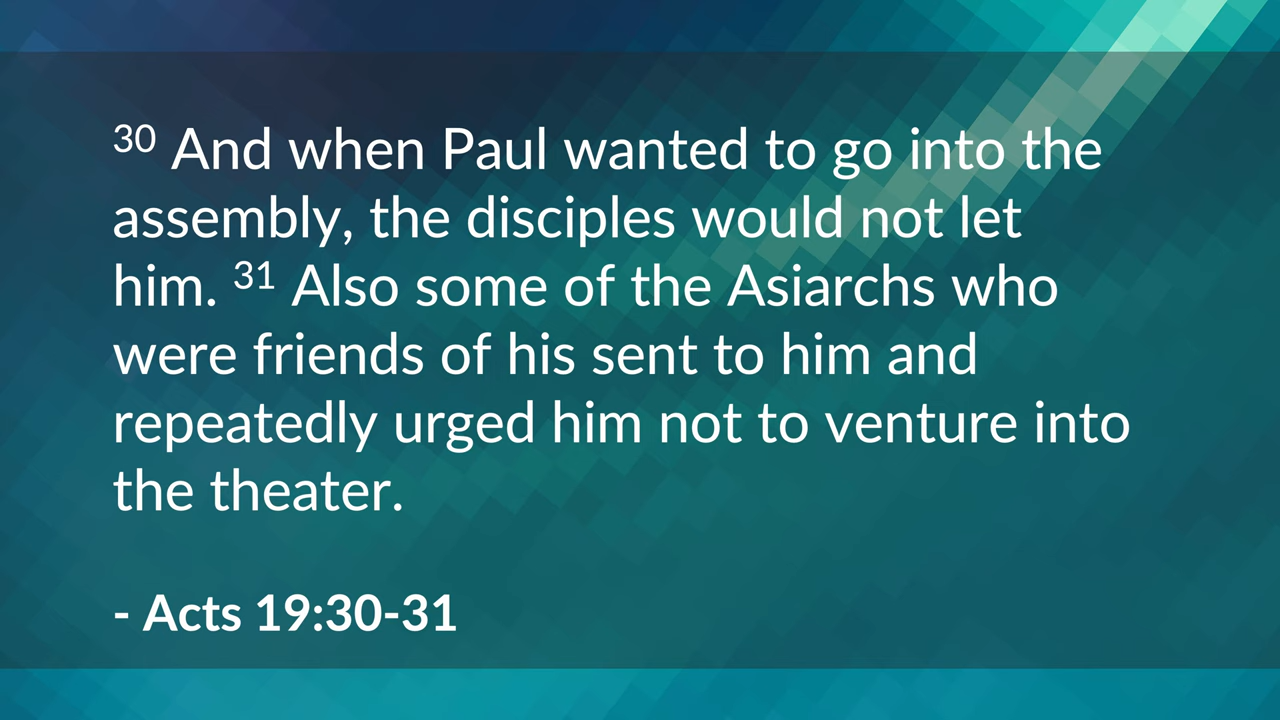 30 And when Paul wanted to go into the
assembly, the disciples would not let
him. 31 Also some of the Asiarchs who
were friends of his sent to him and
repeatedly urged him not to venture into
the theater.
- Acts 19:30-31